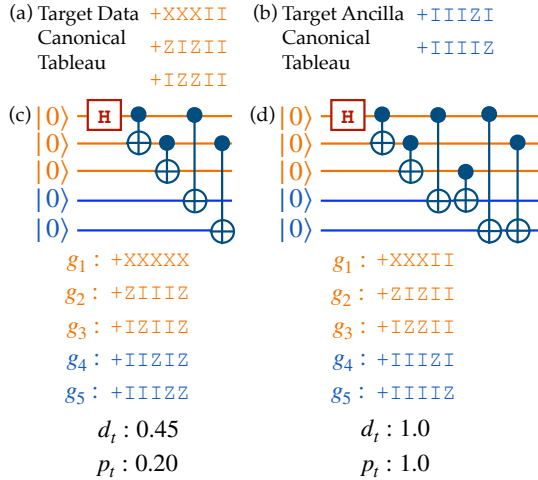 (a) Target Data +XXXII
Canonical +ZIZII
Tableau +IZZII
(b) Target Ancilla +IIIZI
Canonical +IIIIZ
Tableau
(c) |0⟩ H
|0⟩
|0⟩
|0⟩
|0⟩
g₁ : +XXXXX
g₂ : +ZIIIZ
g₃ : +IZIIZ
g₄ : +IIZIZ
g₅ : +IIIZZ
dₜ : 0.45
pₜ : 0.20
(d) |0⟩ H
|0⟩
|0⟩
|0⟩
|0⟩
g₁ : +XXXII
g₂ : +ZIZII
g₃ : +IZZII
g₄ : +IIIZI
g₅ : +IIIIZ
dₜ : 1.0
pₜ : 1.0